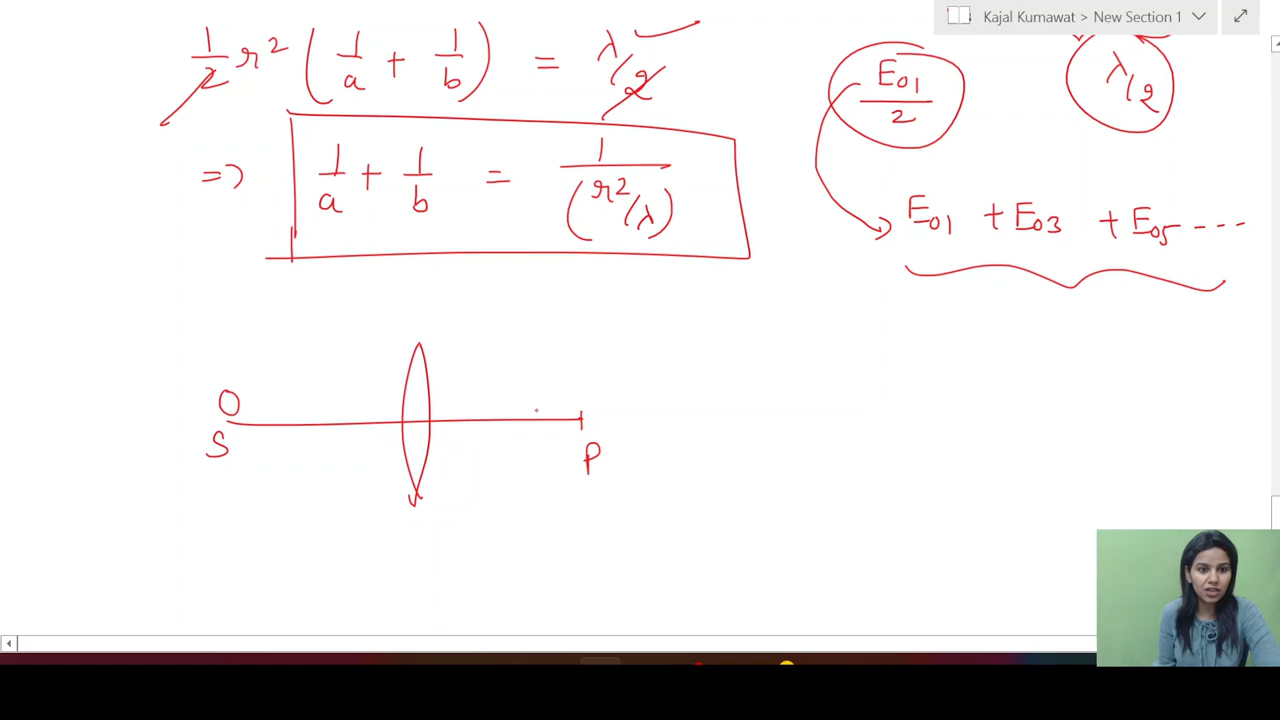 Kajal Kumawat > New Section 1
1/2 r² (1/a + 1/b) = λ/2
E01/2
λ/2
=> 1/a + 1/b = 1/(r²/λ)
E01 + E03 + E05 ----
O
S
P